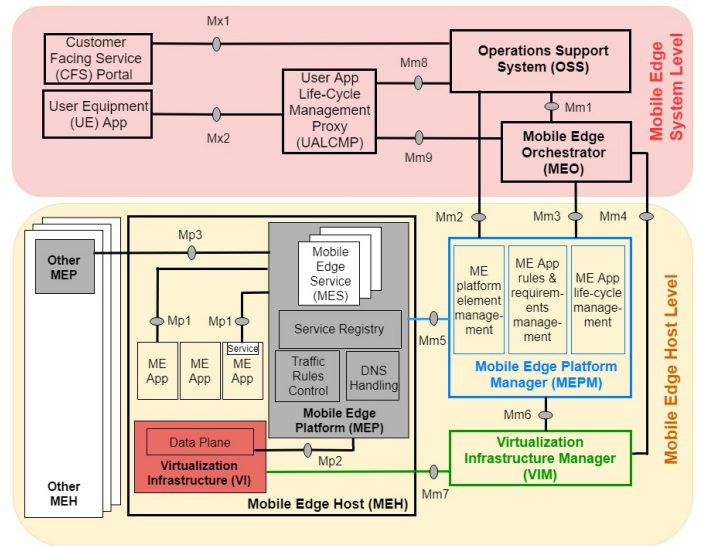 Mx1
Customer
Facing Service
(CFS) Portal
Operations Support
System (OSS)
Mm8
User App
Life-Cycle
Management
Proxy
(UALCMP)
User Equipment
(UE) App
Mx2
Mm1
Mm9
Mobile Edge
Orchestrator
(MEO)
Mobile Edge
System Level
Mm2
Mm3
Mm4
Mp3
Other
MEP
Mobile
Edge
Service
(MES)
Mp1
Mp1
Service
ME
App
ME
App
ME
App
Service Registry
Traffic
Rules
Control
DNS
Handling
Mobile Edge
Platform (MEP)
Mm5
ME
platform
element
manage-
ment
ME App
rules &
requirem-
ents
manage-
ment
ME App
life-cycle
manage-
ment
Mobile Edge Platform
Manager (MEPM)
Mm6
Data Plane
Virtualization
Infrastructure (VI)
Mp2
Virtualization
Infrastructure Manager
(VIM)
Mm7
Mobile Edge Host (MEH)
Other
MEH
Mobile Edge Host Level